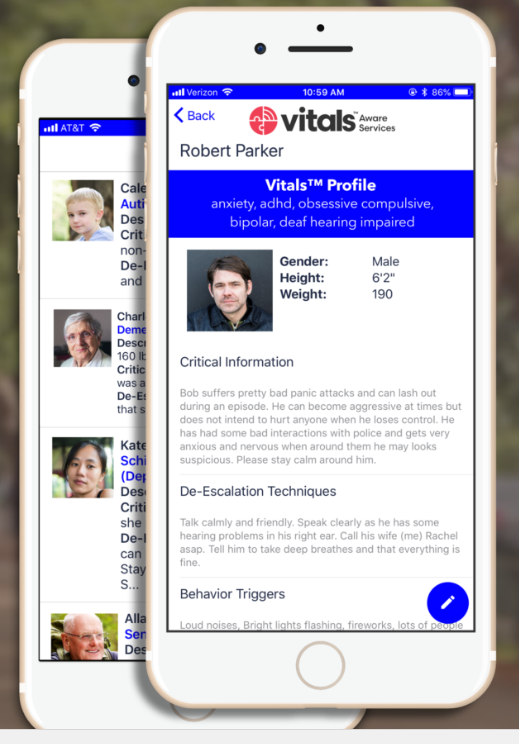 AT&T
Cale
Auti
Des
Crit
non-
De-
and
Charl
Deme
Descr
160 lb
Critic
was a
De-Es
that s
Kate
Schi
(Dep
Desc
Criti
she
De-
can
Stay
S...
Alla
Sen
Des
Verizon 10:59 AM 86%
Back
vitals™ Aware
Services
Robert Parker
Vitals™ Profile
anxiety, adhd, obsessive compulsive,
bipolar, deaf hearing impaired
Gender: Male
Height: 6'2"
Weight: 190
Critical Information
Bob suffers pretty bad panic attacks and can lash out
during an episode. He can become aggressive at times but
does not intend to hurt anyone when he loses control. He
has had some bad interactions with police and gets very
anxious and nervous when around them he may looks
suspicious. Please stay calm around him.
De-Escalation Techniques
Talk calmly and friendly. Speak clearly as he has some
hearing problems in his right ear. Call his wife (me) Rachel
asap. Tell him to take deep breathes and that everything is
fine.
Behavior Triggers
Loud noises, Bright lights flashing, fireworks, lots of people